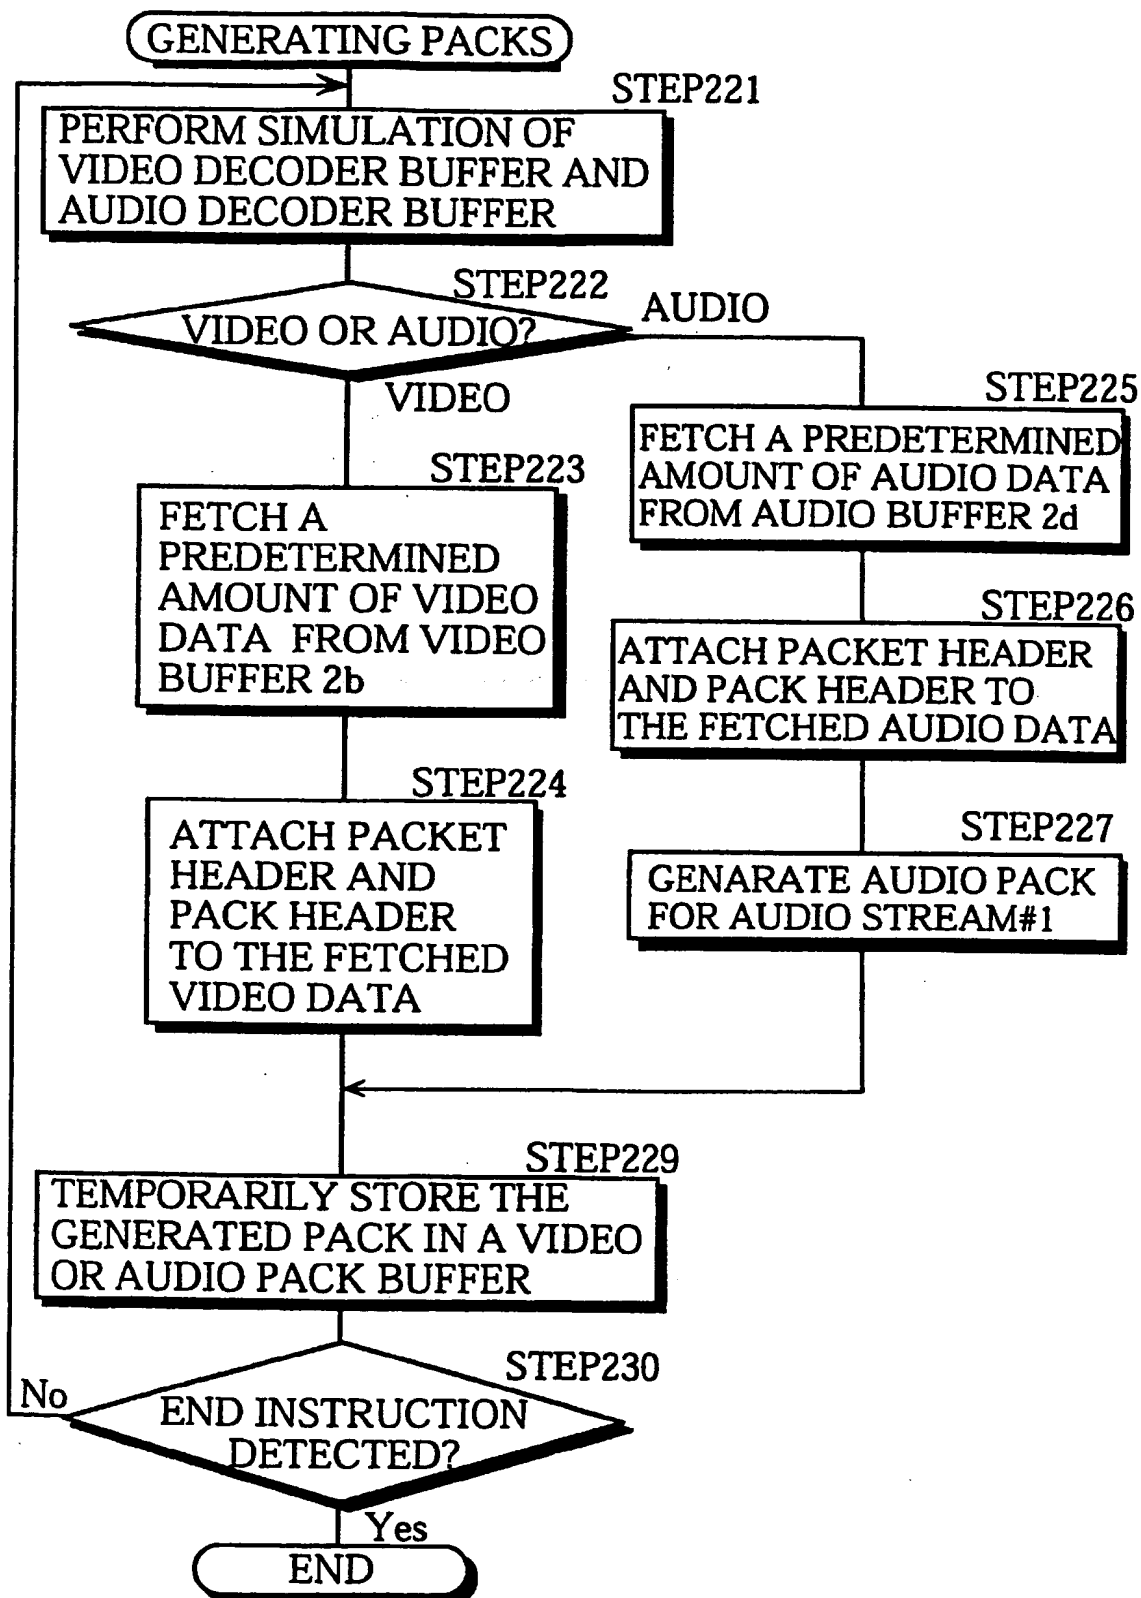 GENERATING PACKS
STEP221
PERFORM SIMULATION OF
VIDEO DECODER BUFFER AND
AUDIO DECODER BUFFER
STEP222
VIDEO OR AUDIO?
AUDIO
VIDEO
STEP223
FETCH A
PREDETERMINED
AMOUNT OF VIDEO
DATA FROM VIDEO
BUFFER 2b
STEP224
ATTACH PACKET
HEADER AND
PACK HEADER
TO THE FETCHED
VIDEO DATA
STEP225
FETCH A PREDETERMINED
AMOUNT OF AUDIO DATA
FROM AUDIO BUFFER 2d
STEP226
ATTACH PACKET HEADER
AND PACK HEADER TO
THE FETCHED AUDIO DATA
STEP227
GENARATE AUDIO PACK
FOR AUDIO STREAM#1
STEP229
TEMPORARILY STORE THE
GENERATED PACK IN A VIDEO
OR AUDIO PACK BUFFER
STEP230
END INSTRUCTION
DETECTED?
No
Yes
END